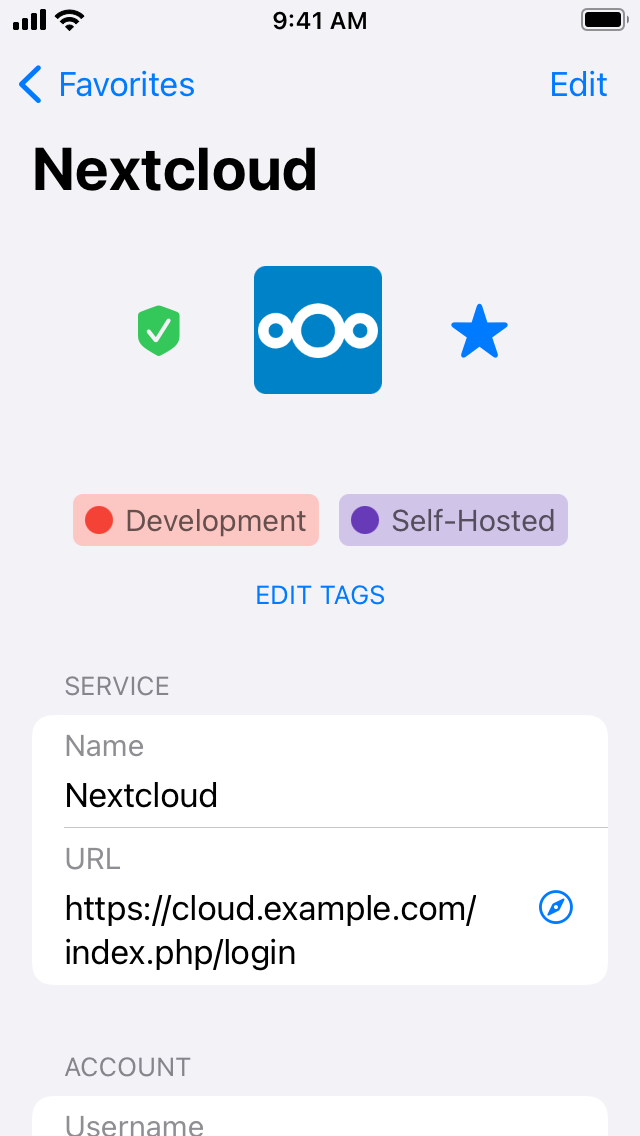 9:41 AM
Favorites
Edit
Nextcloud
Development
Self-Hosted
EDIT TAGS
SERVICE
Name
Nextcloud
URL
https://cloud.example.com/
index.php/login
ACCOUNT
Username